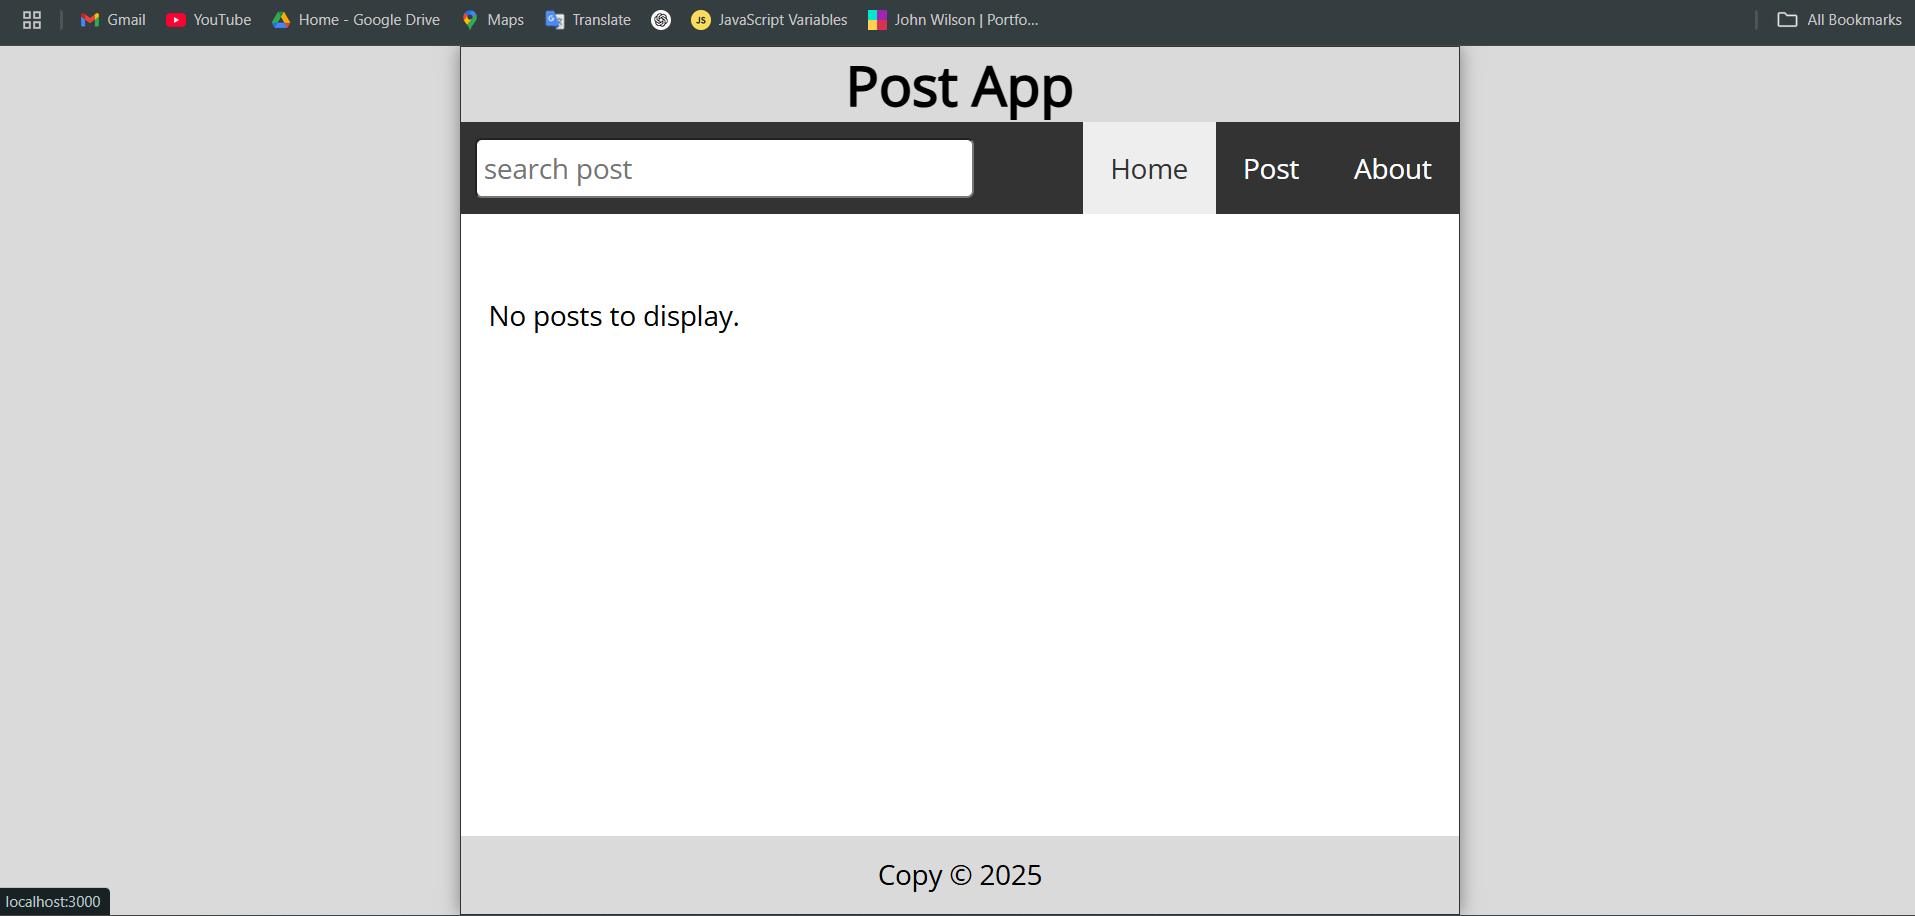 Gmail YouTube Home - Google Drive Maps Translate JavaScript Variables John Wilson | Portfo... All Bookmarks
Post App
search post Home Post About
No posts to display.
Copy © 2025
localhost:3000